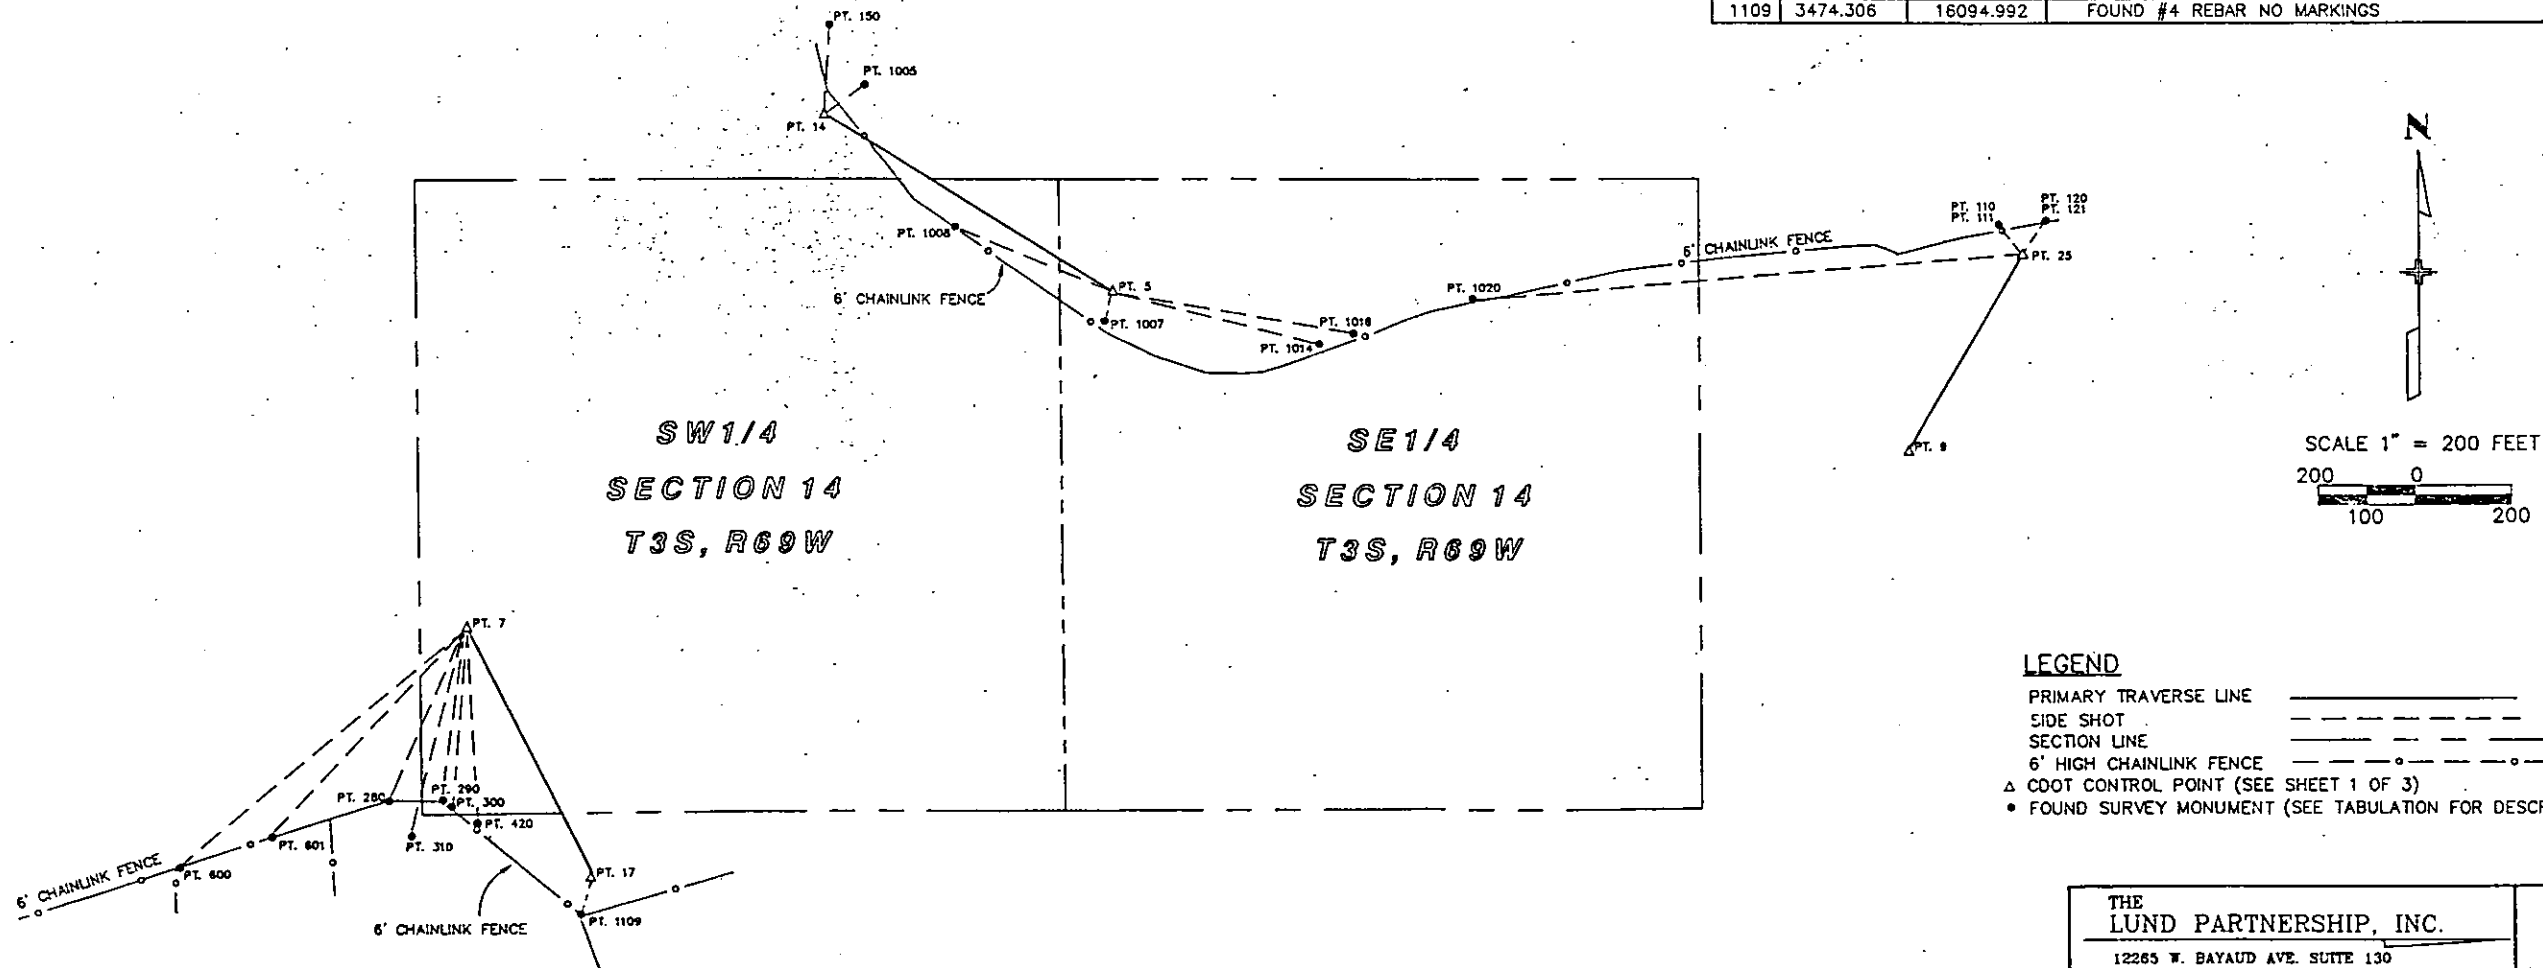 1109 3474.306 16094.992 FOUND #4 REBAR NO MARKINGS
PT. 150
PT. 1005
PT. 14
PT. 1008
6' CHAINLINK FENCE
PT. 5
PT. 1007
PT. 1014
PT. 1016
PT. 1020
6' CHAINLINK FENCE
PT. 110
PT. 111
PT. 120
PT. 121
PT. 25
PT. 9
N
SCALE 1" = 200 FEET
200 0
100 200
SW1/4
SECTION 14
T3S, R69W
SE1/4
SECTION 14
T3S, R69W
PT. 7
PT. 280
PT. 290
PT. 300
PT. 420
PT. 310
PT. 601
PT. 600
6' CHAINLINK FENCE
PT. 17
PT. 1109
6' CHAINLINK FENCE
LEGEND
PRIMARY TRAVERSE LINE
SIDE SHOT
SECTION LINE
6' HIGH CHAINLINK FENCE
CDOT CONTROL POINT (SEE SHEET 1 OF 3)
FOUND SURVEY MONUMENT (SEE TABULATION FOR DESCR
THE
LUND PARTNERSHIP, INC.
12265 W. BAYAUD AVE. SUITE 130